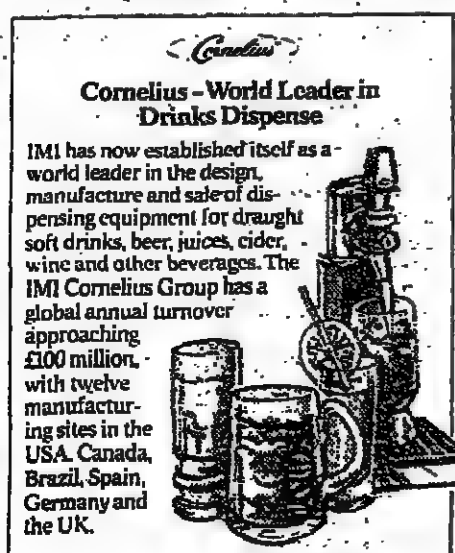 Cornelius
Cornelius – World Leader in
Drinks Dispense
IMI has now established itself as a
world leader in the design,
manufacture and sale of dis-
pensing equipment for draught
soft drinks, beer, juices, cider,
wine and other beverages. The
IMI Cornelius Group has a
global annual turnover
approaching
£100 million,
with twelve
manufactur-
ing sites in the
USA, Canada,
Brazil, Spain,
Germany and
the UK.